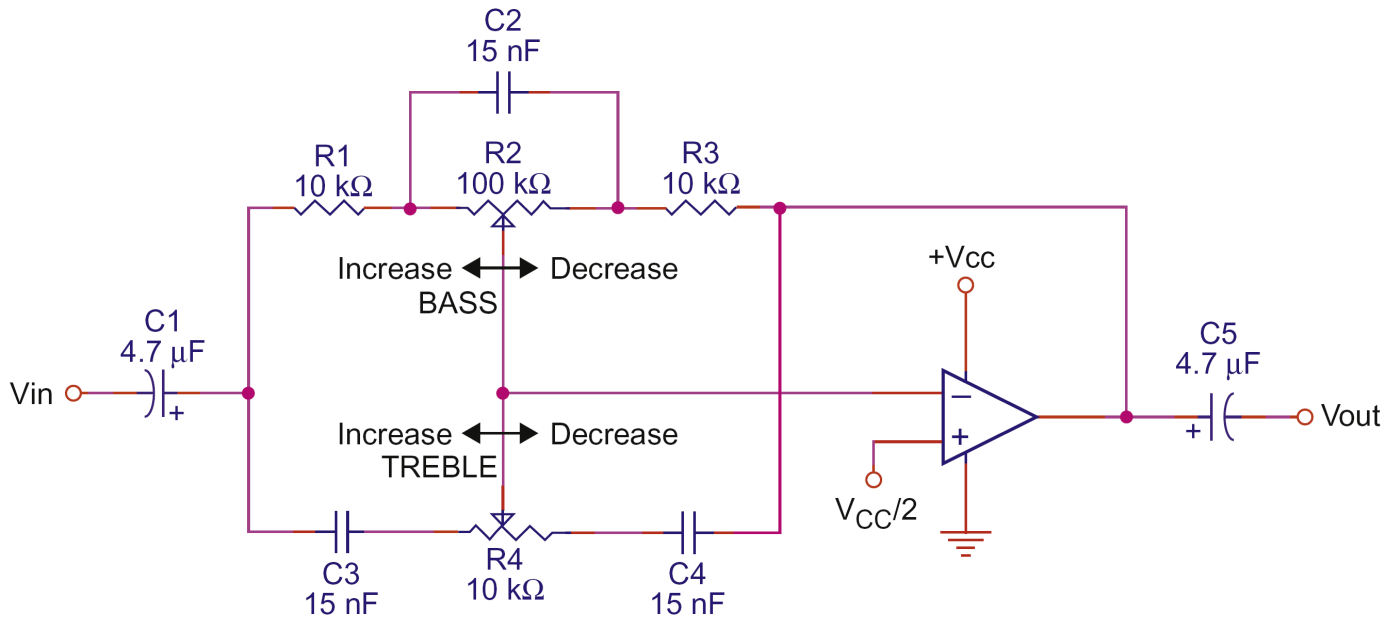 C2
15 nF
R1
10 kΩ
R2
100 kΩ
R3
10 kΩ
Increase
Decrease
BASS
+Vcc
C1
4.7 µF
C5
4.7 µF
Vin
+
−
+
+
Vout
Increase
Decrease
TREBLE
VCC/2
C3
15 nF
R4
10 kΩ
C4
15 nF